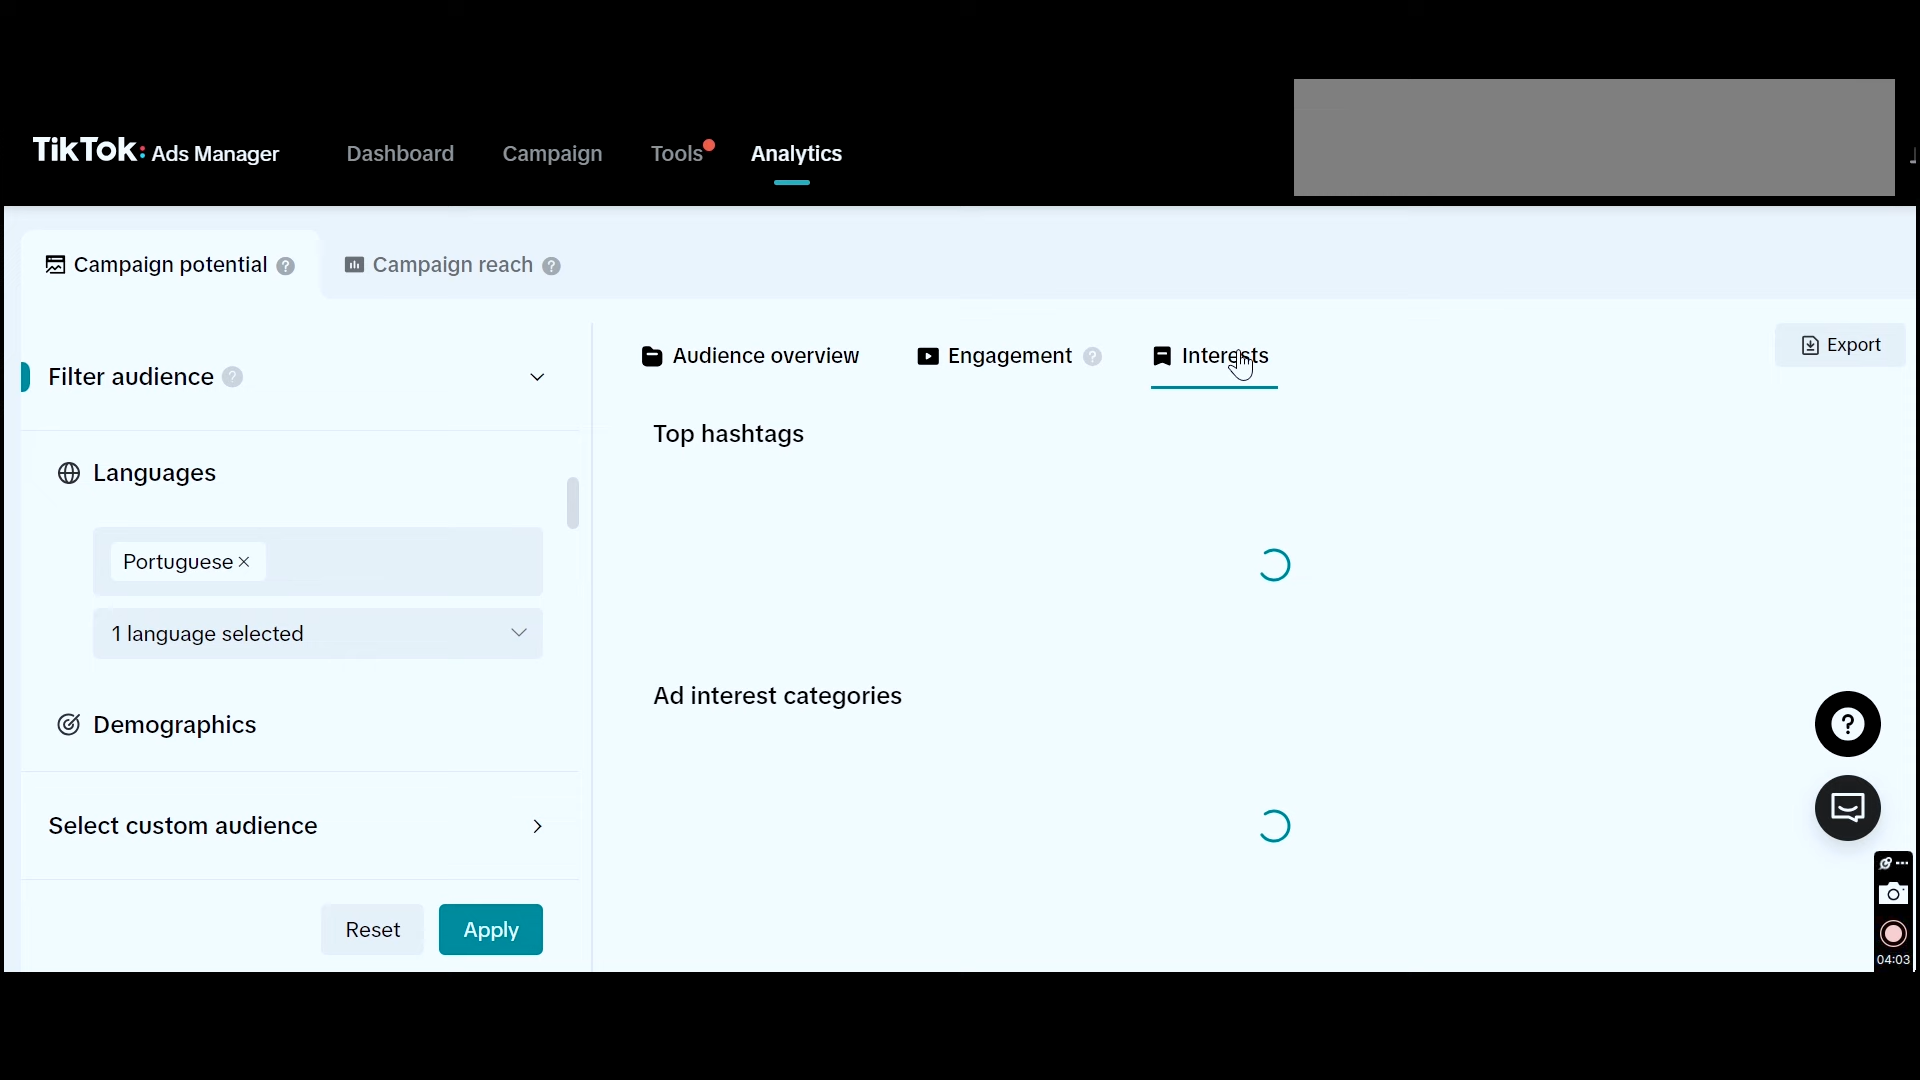 TikTok: Ads Manager Dashboard Campaign Tools Analytics
Campaign potential ? Campaign reach ?
Audience overview Engagement ? Interests Export
Filter audience ?
Top hashtags
Languages
Portuguese ×
1 language selected
Ad interest categories
Demographics
Select custom audience
Reset Apply
04:03